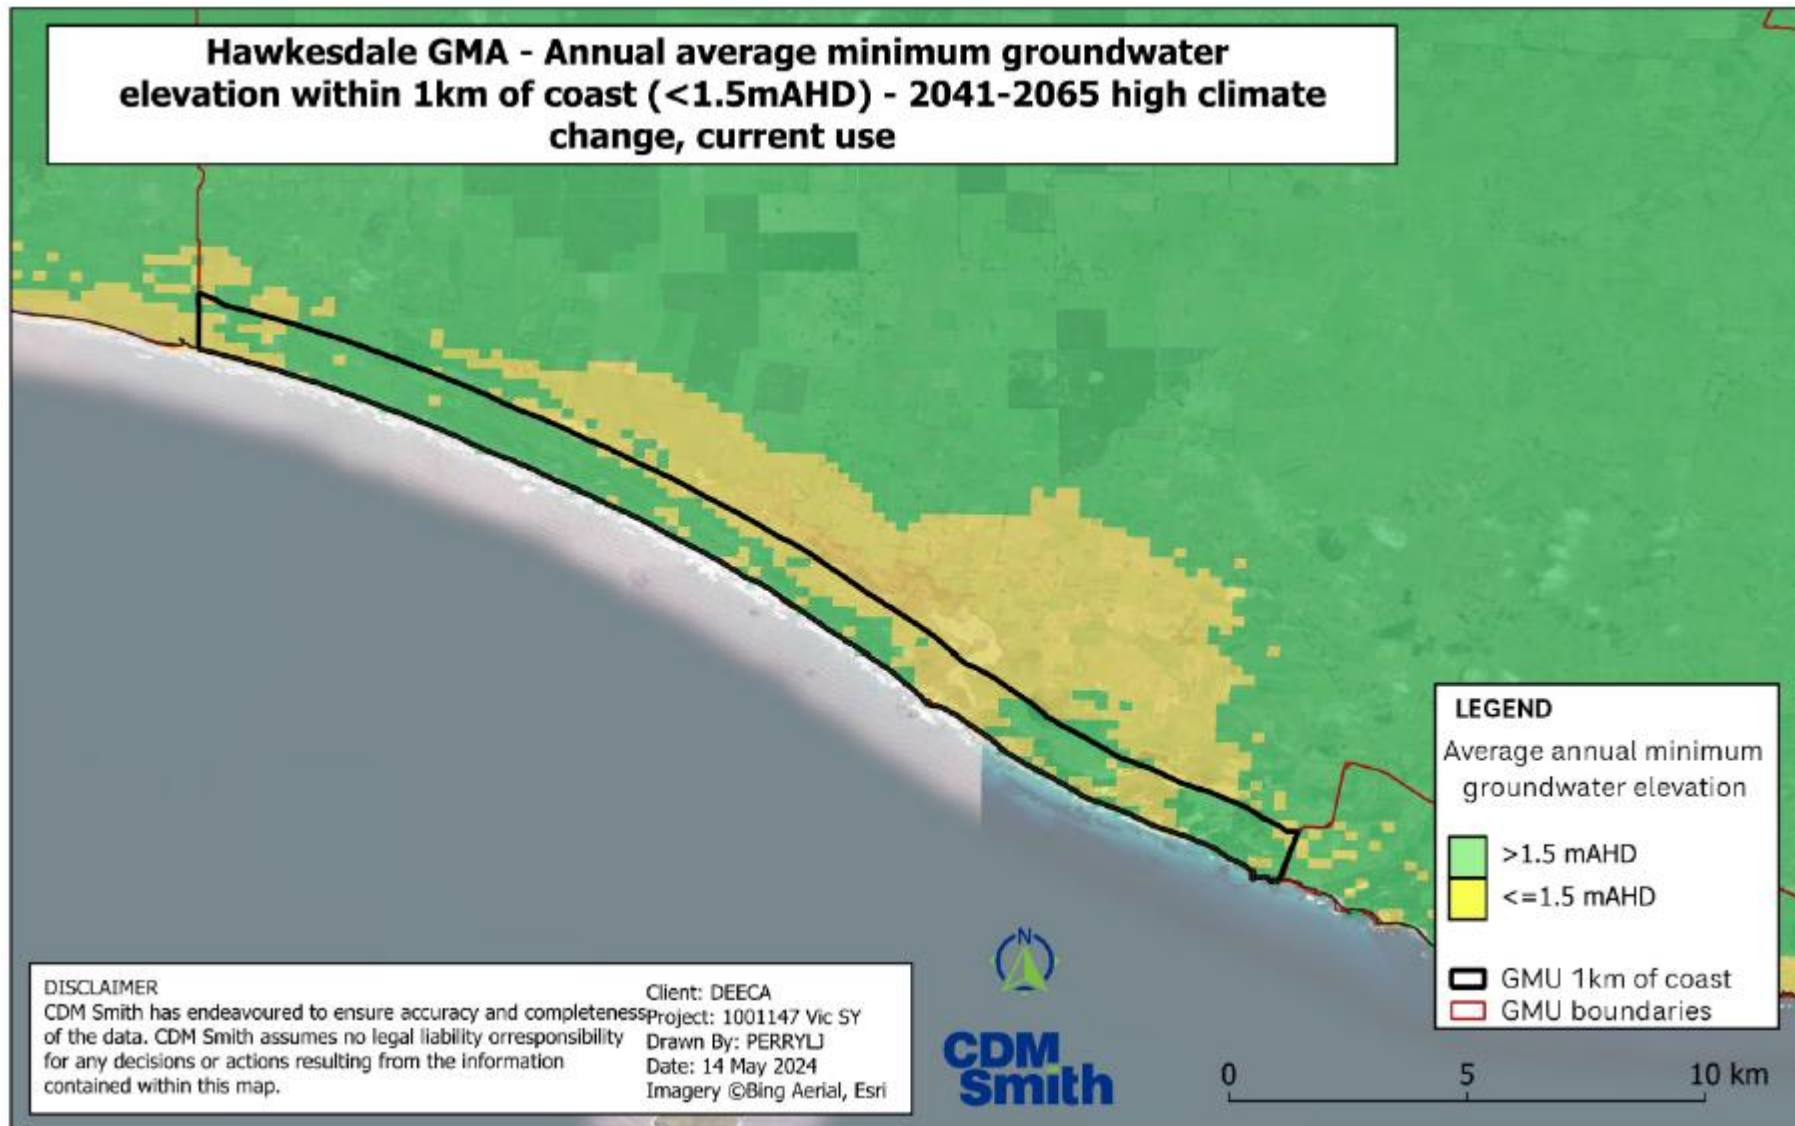 Hawkesdale GMA - Annual average minimum groundwater
elevation within 1km of coast (<1.5mAHD) - 2041-2065 high climate
change, current use
LEGEND
Average annual minimum
groundwater elevation
>1.5 mAHD
<=1.5 mAHD
GMU 1km of coast
GMU boundaries
DISCLAIMER
CDM Smith has endeavoured to ensure accuracy and completeness
of the data. CDM Smith assumes no legal liability orresponsibility
for any decisions or actions resulting from the information
contained within this map.
Client: DEECA
Project: 1001147 Vic SY
Drawn By: PERRYLJ
Date: 14 May 2024
Imagery ©Bing Aerial, Esri
N
CDM
Smith
0 5 10 km